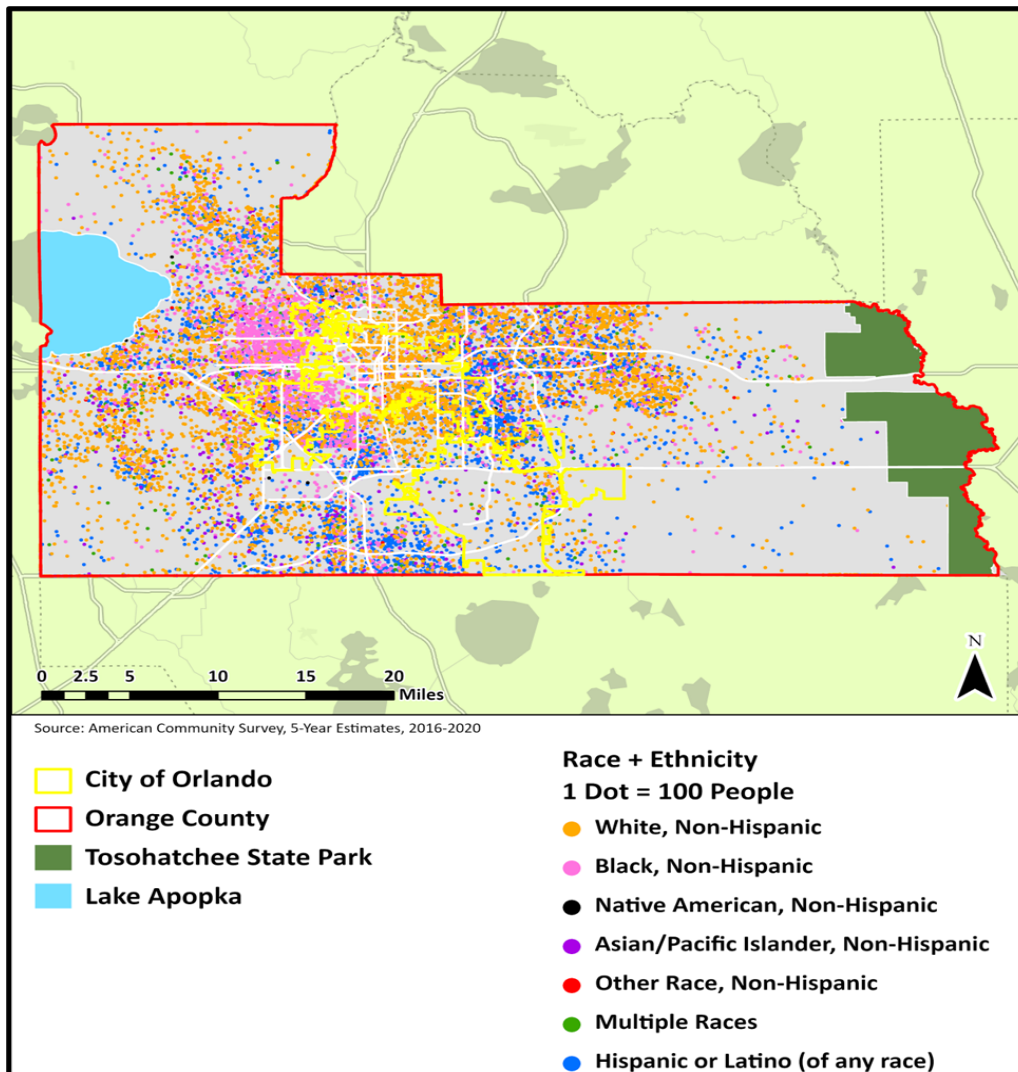 N
0 2.5 5 10 15 20
Miles
Source: American Community Survey, 5-Year Estimates, 2016-2020
City of Orlando
Orange County
Tosohatchee State Park
Lake Apopka
Race + Ethnicity
1 Dot = 100 People
White, Non-Hispanic
Black, Non-Hispanic
Native American, Non-Hispanic
Asian/Pacific Islander, Non-Hispanic
Other Race, Non-Hispanic
Multiple Races
Hispanic or Latino (of any race)